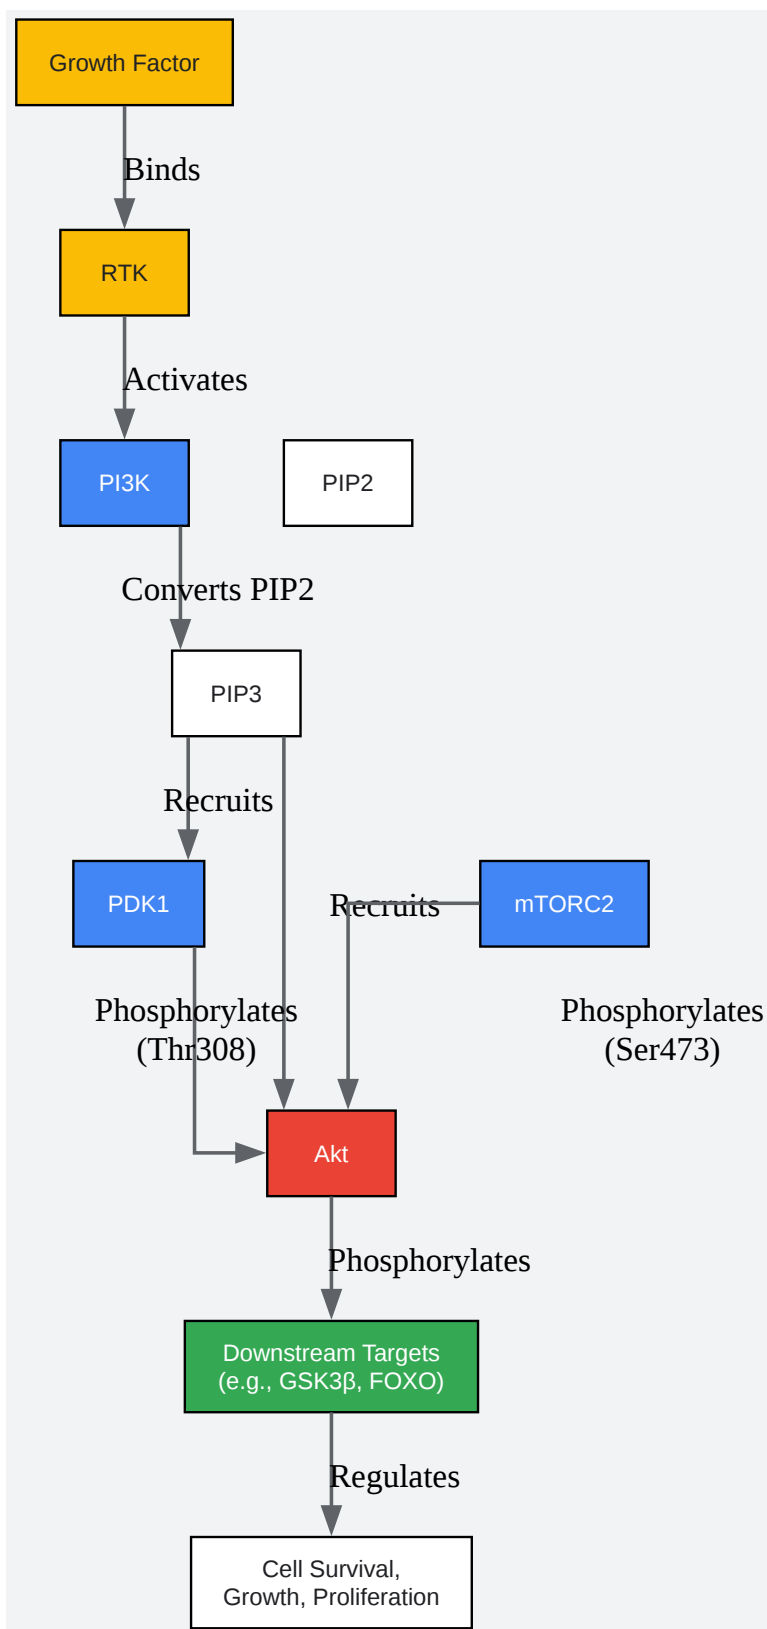 Growth Factor
Binds
RTK
Activates
PI3K
PIP2
Converts PIP2
PIP3
Recruits
PDK1
Recruits
mTORC2
Phosphorylates
(Thr308)
Phosphorylates
(Ser473)
Akt
Phosphorylates
Downstream Targets
(e.g., GSK3β, FOXO)
Regulates
Cell Survival,
Growth, Proliferation